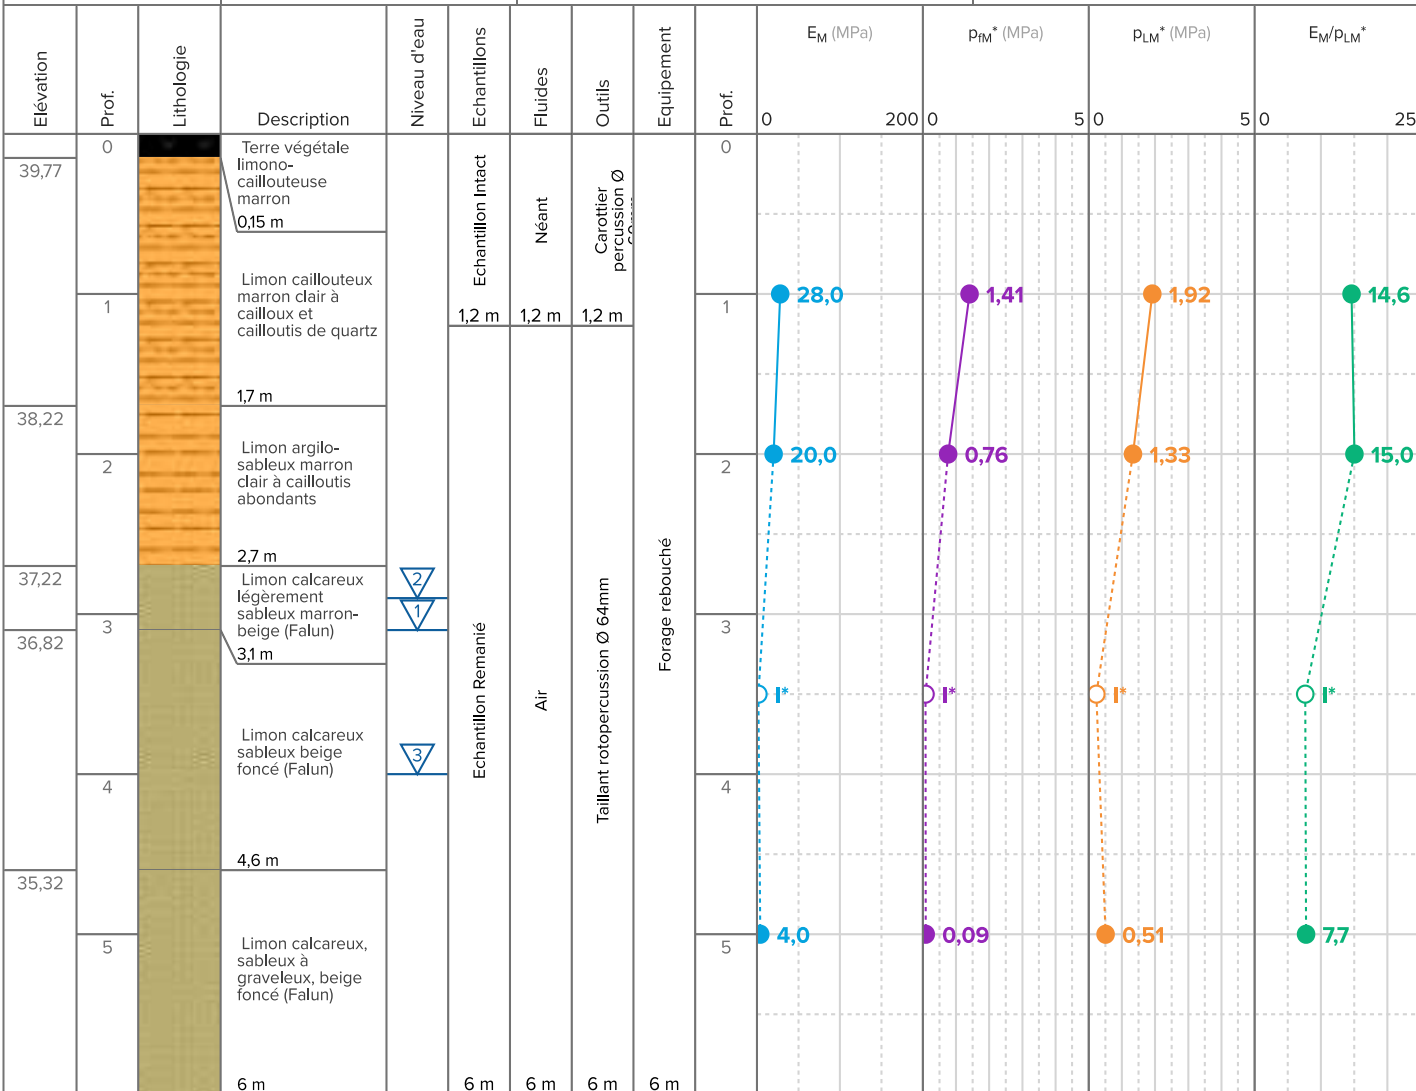 Elévation
Prof.
Lithologie
Description
Niveau d'eau
Echantillons
Fluides
Outils
Equipement
Prof.
E_M (MPa)
0 200
p_fM* (MPa)
0 5
p_LM* (MPa)
0 5
E_M/p_LM*
0 25
39,77
38,22
37,22
36,82
35,32
0
1
2
3
4
5
Terre végétale
limono-
caillouteuse
marron
0,15 m
Limon caillouteux
marron clair à
cailloux et
cailloutis de quartz
1,7 m
Limon argilo-
sableux marron
clair à cailloutis
abondants
2,7 m
Limon calcareux
légèrement
sableux marron-
beige (Falun)
3,1 m
Limon calcareux
sableux beige
foncé (Falun)
4,6 m
Limon calcareux,
sableux à
graveleux, beige
foncé (Falun)
6 m
2
1
3
Echantillon Intact
1,2 m
Echantillon Remanié
6 m
Néant
1,2 m
Air
6 m
Carottier
percussion Ø
1,2 m
Taillant rotopercussion Ø 64mm
6 m
Forage rebouché
6 m
0
1
2
3
4
5
28,0 1,41 1,92 14,6
20,0 0,76 1,33 15,0
I* I* I* I*
4,0 0,09 0,51 7,7